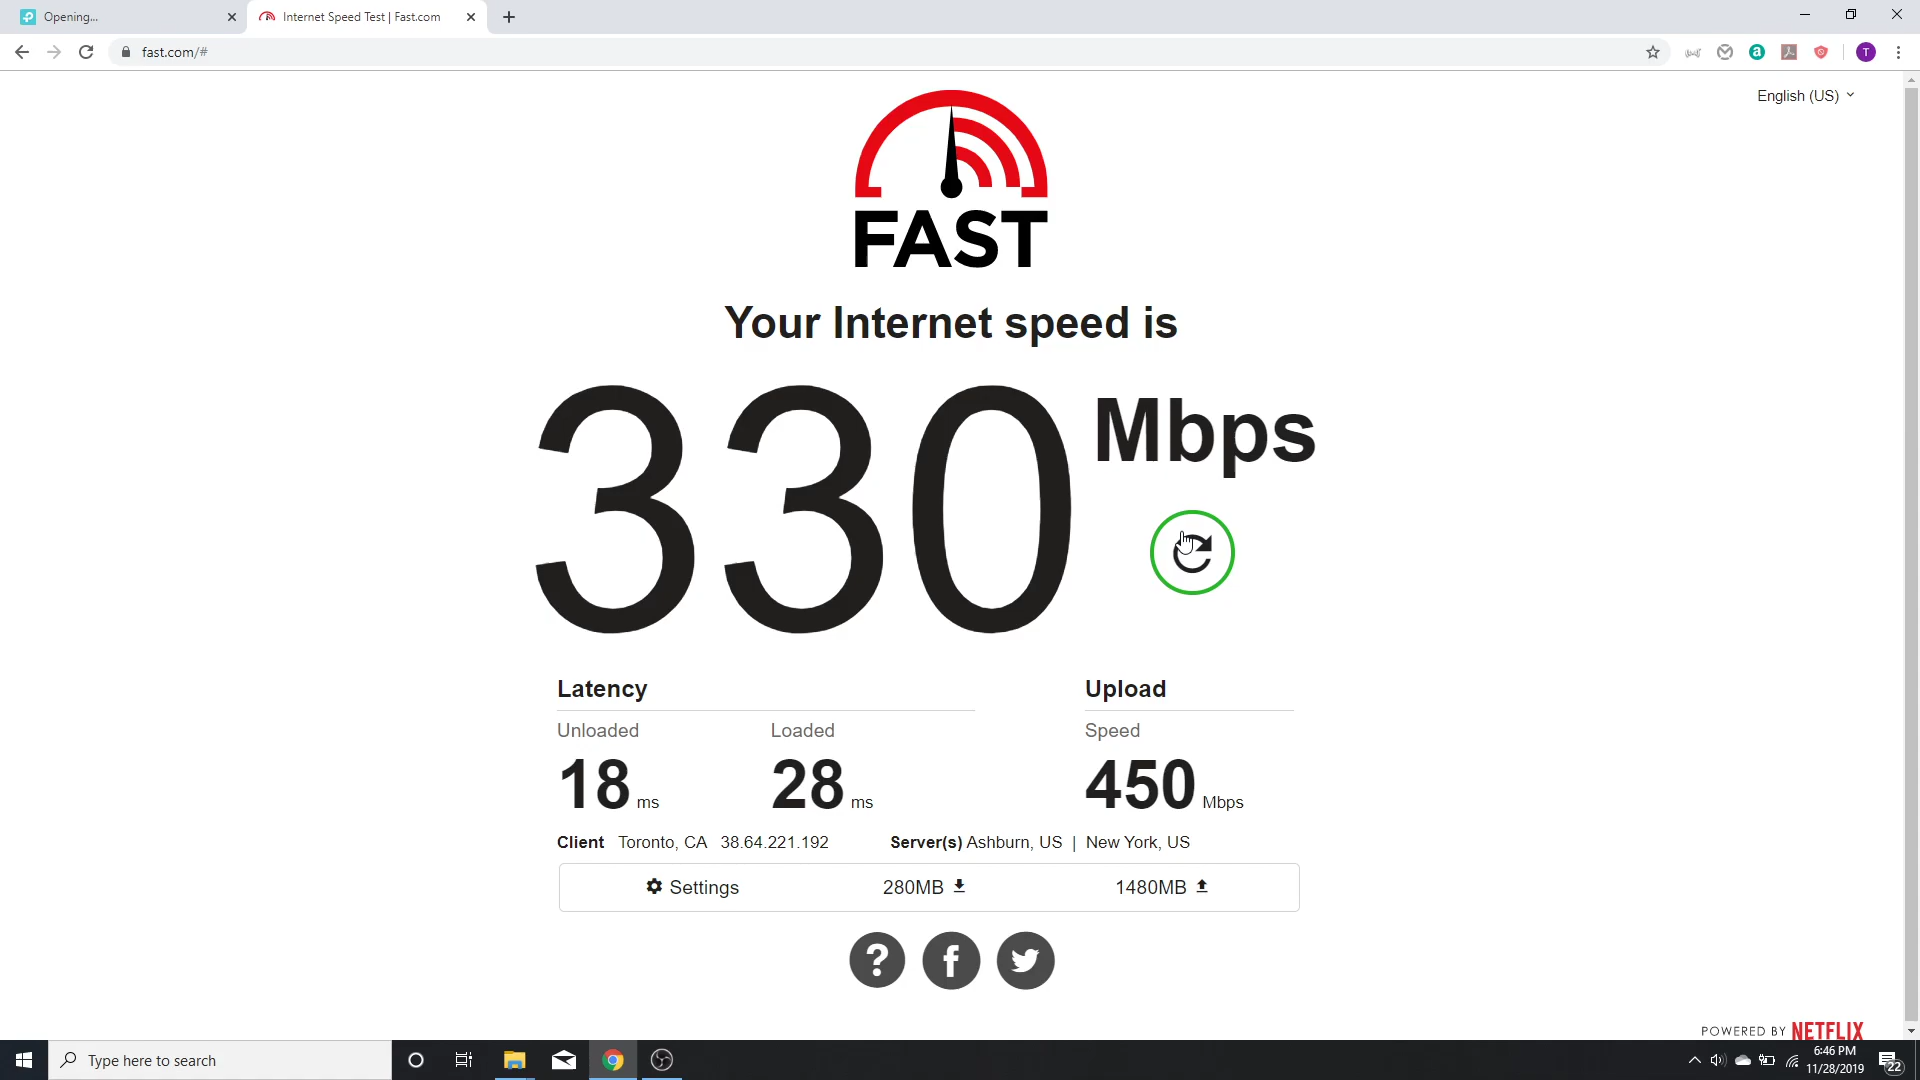 Opening...
Internet Speed Test | Fast.com
fast.com/#
T
English (US)
FAST
Your Internet speed is
330 Mbps
Latency
Upload
Unloaded
Loaded
Speed
18 ms
28 ms
450 Mbps
Client Toronto, CA 38.64.221.192
Server(s) Ashburn, US | New York, US
Settings
280MB
1480MB
POWERED BY NETFLIX
Type here to search
6:46 PM
11/28/2019
22